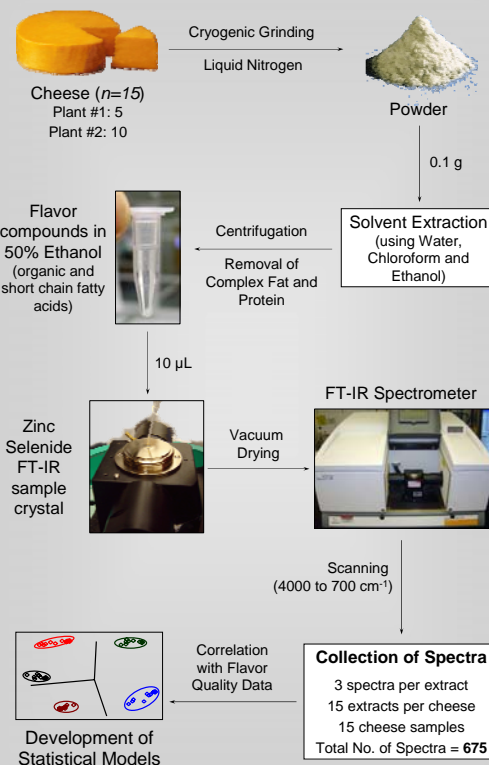 Cryogenic Grinding
Liquid Nitrogen
Cheese (n=15)
Plant #1: 5
Plant #2: 10
Powder
0.1 g
Solvent Extraction
(using Water,
Chloroform and
Ethanol)
Centrifugation
Removal of
Complex Fat and
Protein
Flavor
compounds in
50% Ethanol
(organic and
short chain fatty
acids)
10 µL
Zinc
Selenide
FT-IR
sample
crystal
Vacuum
Drying
FT-IR Spectrometer
Scanning
(4000 to 700 cm-1)
Collection of Spectra
3 spectra per extract
15 extracts per cheese
15 cheese samples
Total No. of Spectra = 675
Correlation
with Flavor
Quality Data
Development of
Statistical Models